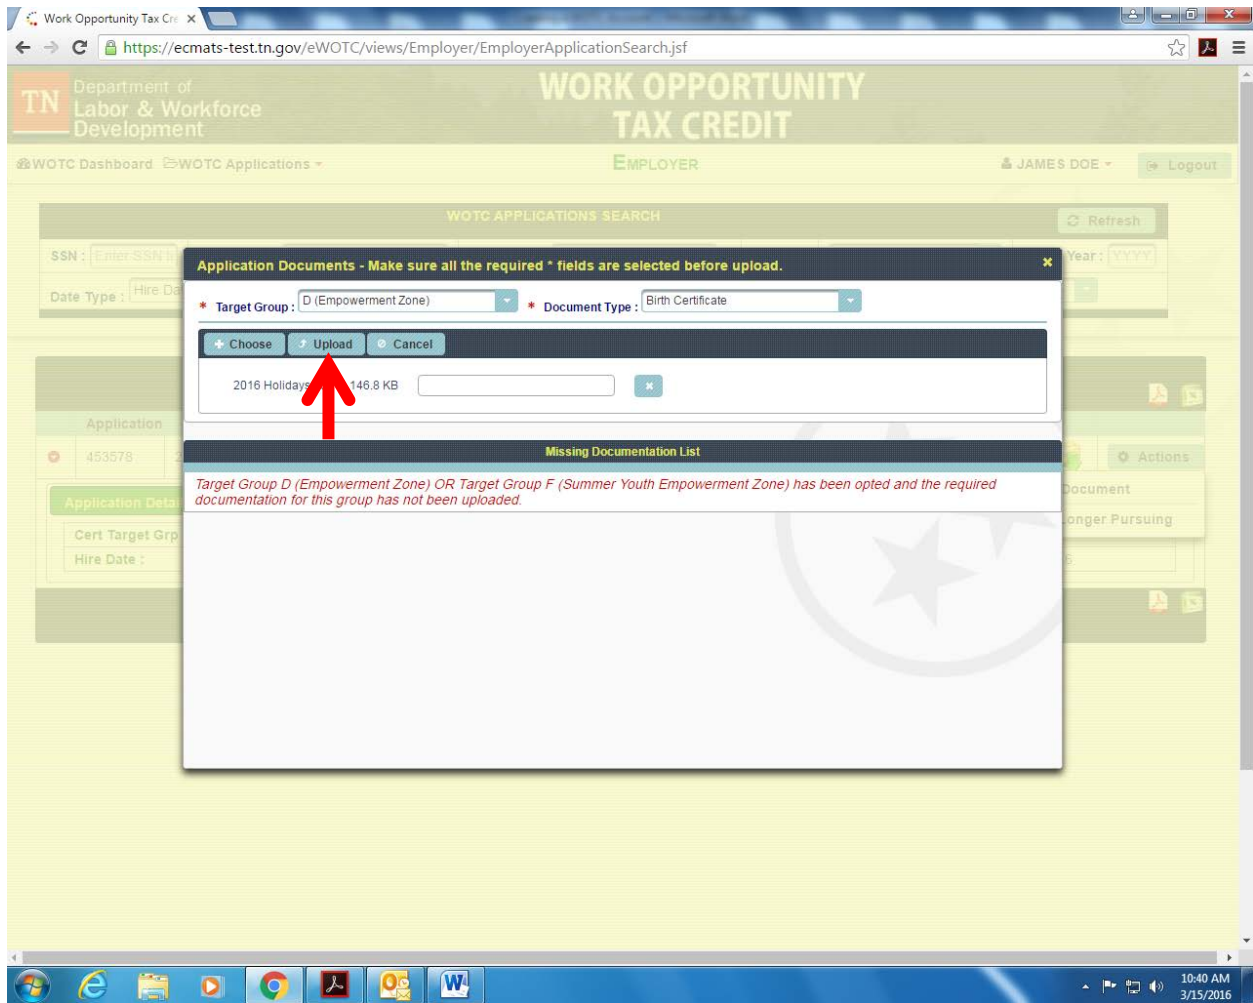 Work Opportunity Tax Cre
https://ecmats-test.tn.gov/eWOTC/views/Employer/EmployerApplicationSearch.jsf
TN Department of
Labor & Workforce
Development
WORK OPPORTUNITY
TAX CREDIT
WOTC Dashboard WOTC Applications EMPLOYER JAMES DOE Logout
WOTC APPLICATIONS SEARCH Refresh
SSN : Enter SSN Year : YYYY
Date Type : Hire Da
Application Documents - Make sure all the required * fields are selected before upload.
* Target Group : D (Empowerment Zone) * Document Type : Birth Certificate
Choose Upload Cancel
2016 Holidays 146.8 KB
Application
Missing Documentation List
453578 2 Actions
Target Group D (Empowerment Zone) OR Target Group F (Summer Youth Empowerment Zone) has been opted and the required
documentation for this group has not been uploaded.
Application Deta Document
Cert Target Grp onger Pursuing
Hire Date :
10:40 AM
3/15/2016